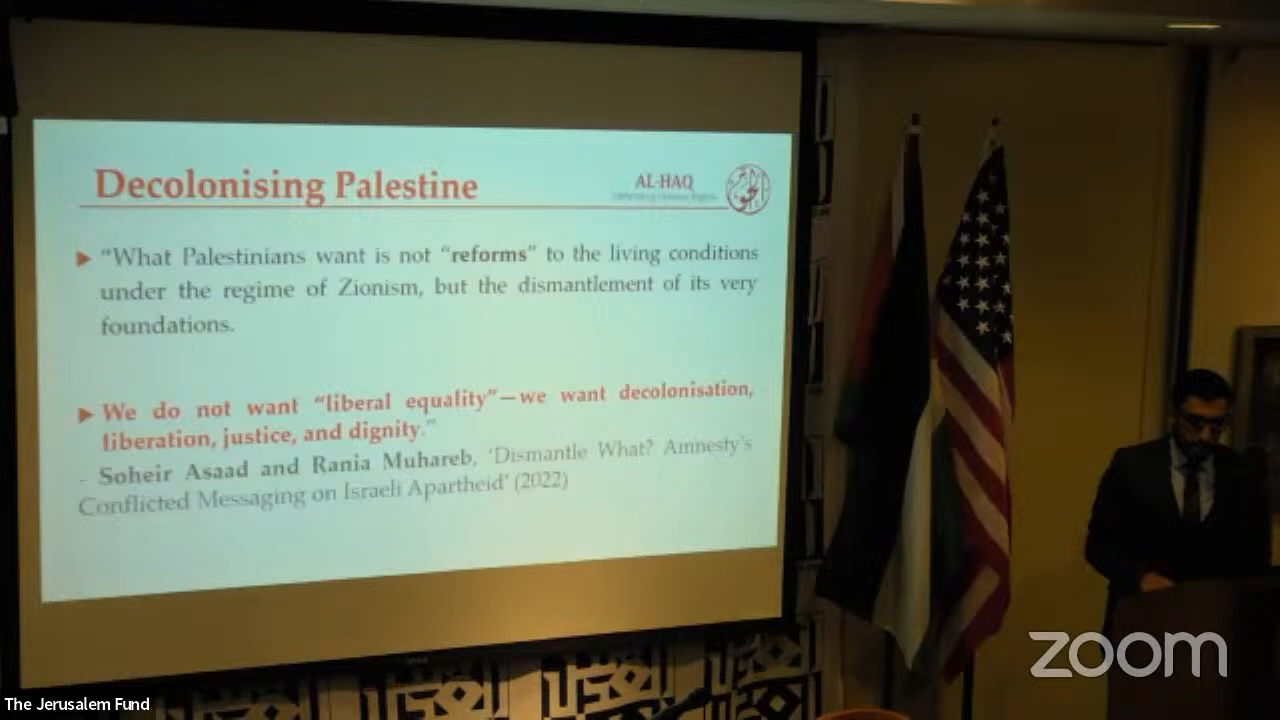 Decolonising Palestine
AL-HAQ
▶ “What Palestinians want is not “reforms” to the living conditions
under the regime of Zionism, but the dismantlement of its very
foundations.
▶ We do not want “liberal equality”—we want decolonisation,
liberation, justice, and dignity.”
- Soheir Asaad and Rania Muhareb, ‘Dismantle What? Amnesty’s
Conflicted Messaging on Israeli Apartheid’ (2022)
zoom
The Jerusalem Fund